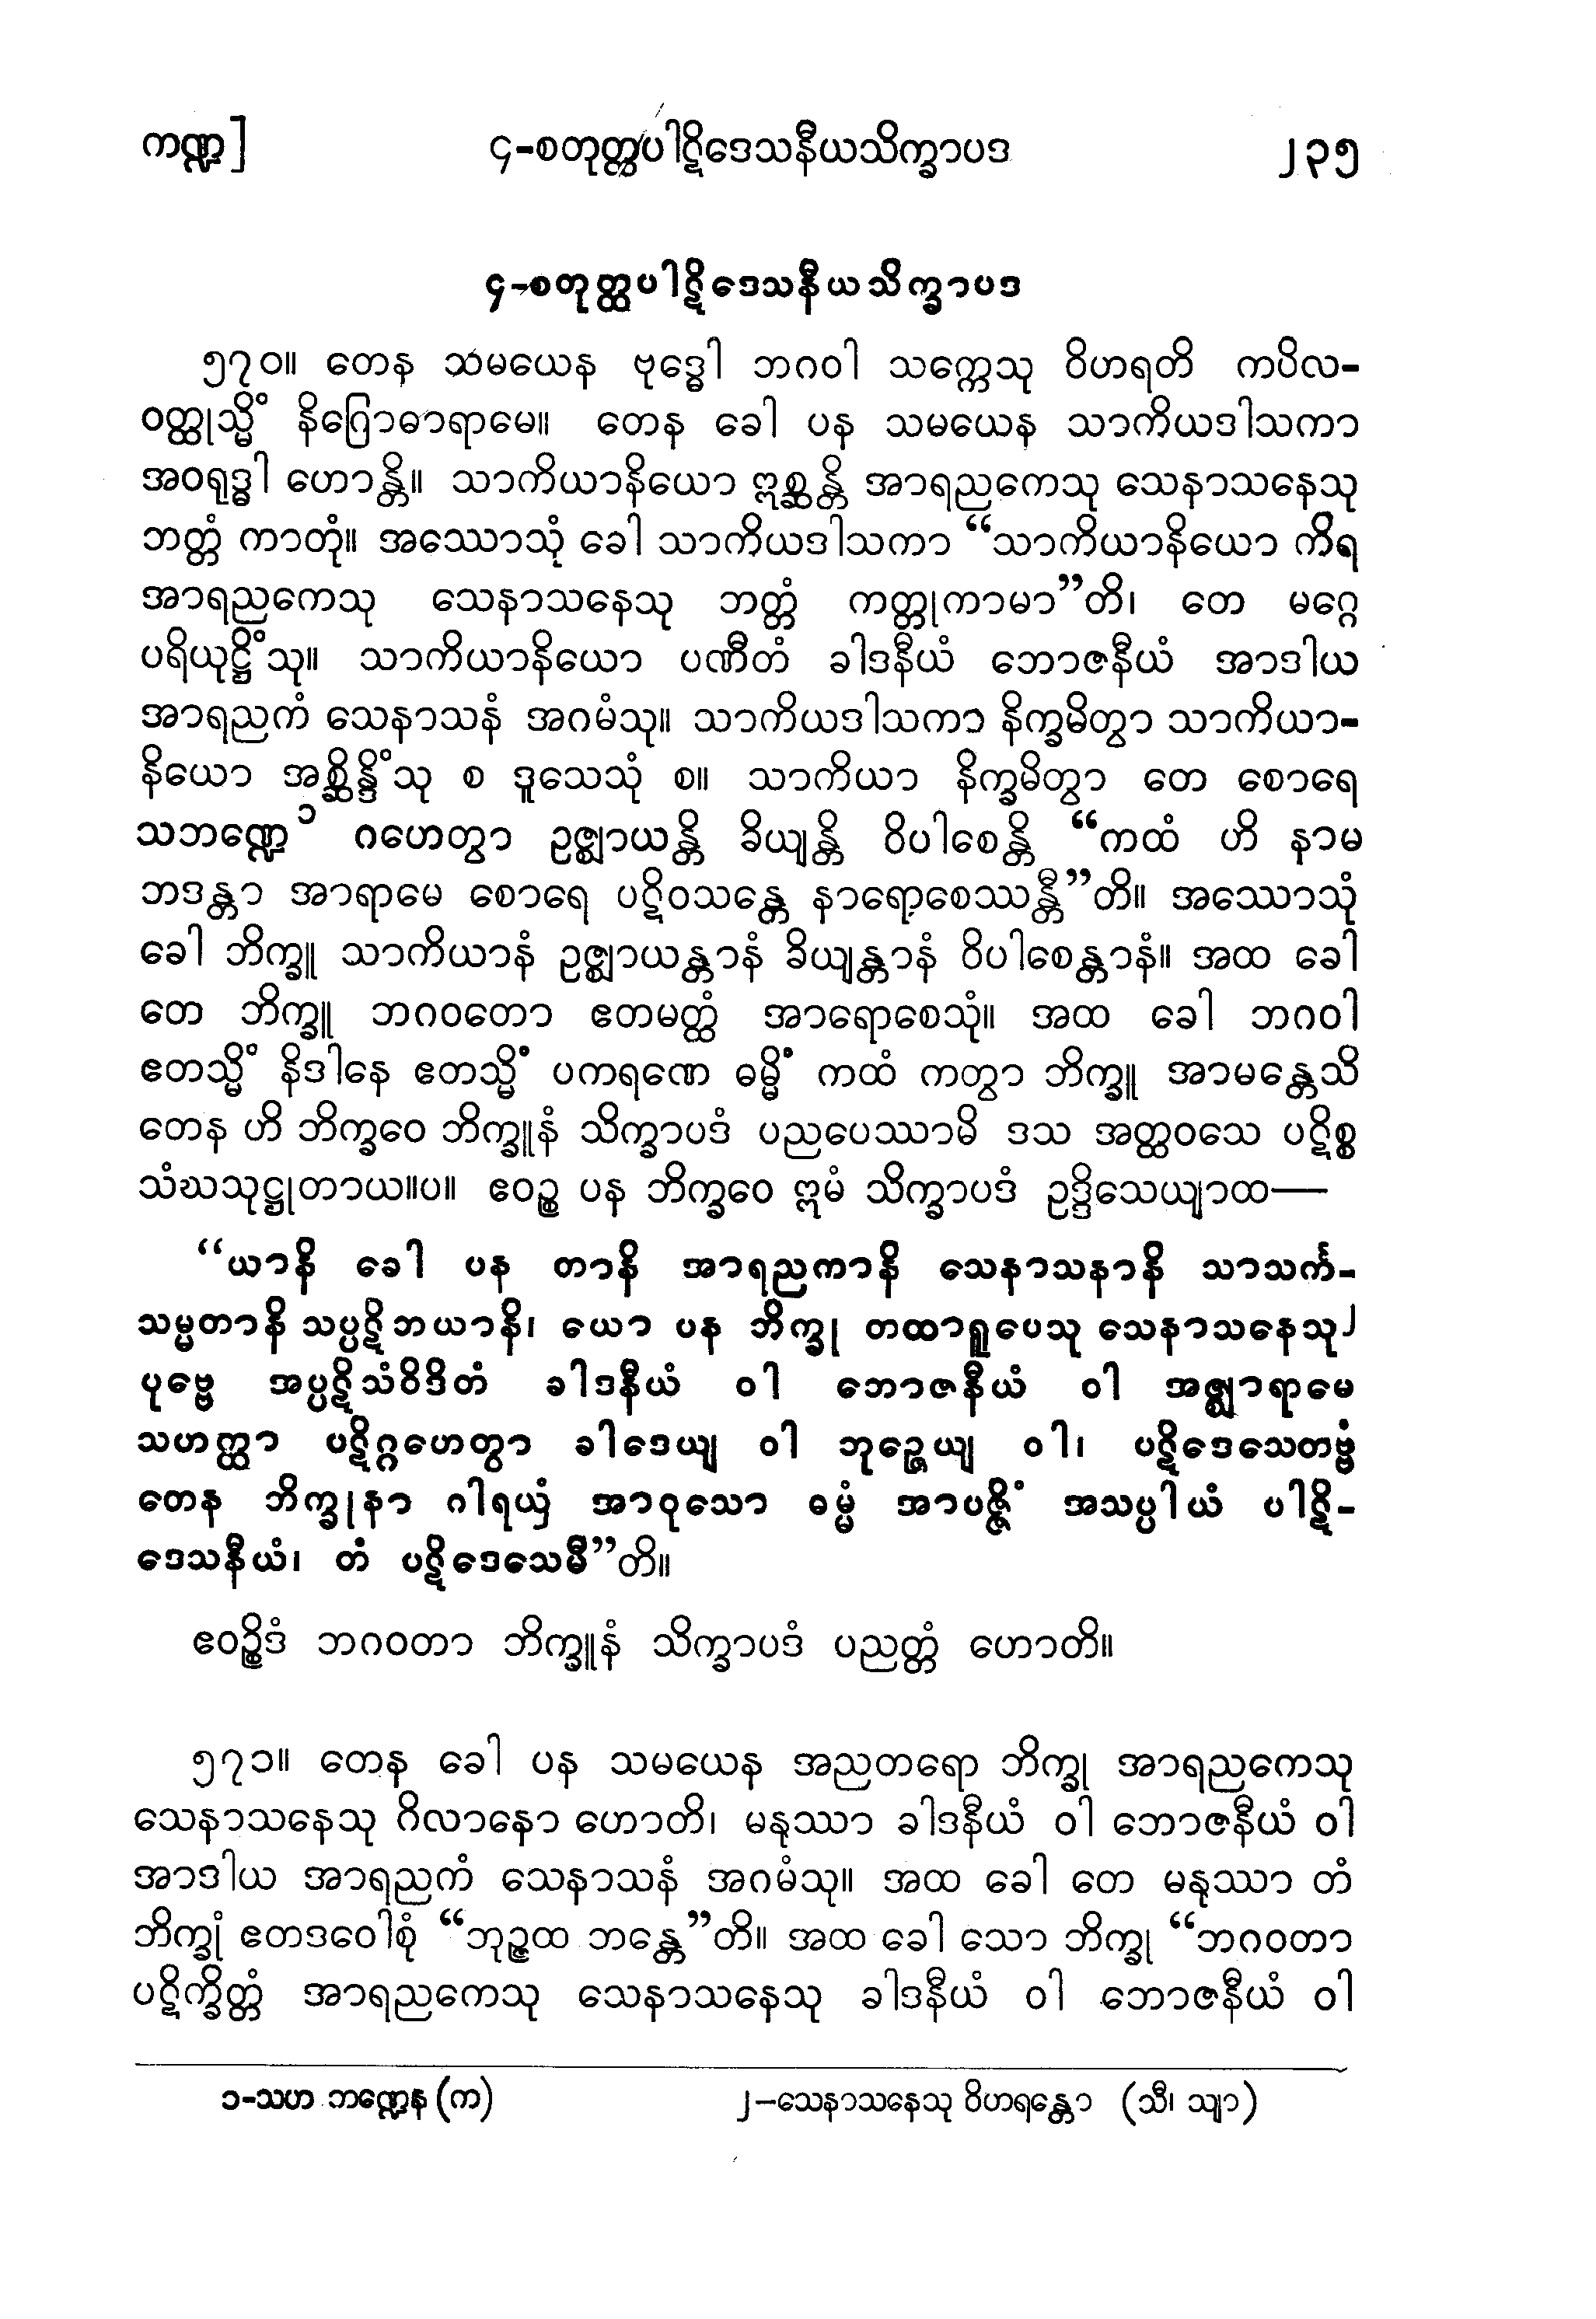 ကဏ္ဍ] ၄-စတုတ္ထပါဋိဒေသနီယသိက္ခာပဒ ၂၃၅
၄-စတုတ္ထပါဋိဒေသနီယသိက္ခာပဒ
၅၇၀။ တေန သမယေန ဗုဒ္ဓေါ ဘဂဝါ သက္ကေသု ဝိဟရတိ ကပိလ-
ဝတ္ထုသ္မိံ နိဂြောဓာရာမေ။ တေန ခေါ ပန သမယေန သာကိယဒါသကာ
အဝရုဒ္ဓါ ဟောန္တိ။ သာကိယာနိယော ဣစ္ဆန္တိ အာရညကေသု သေနာသနေသု
ဘတ္တံ ကာတုံ။ အဿောသုံ ခေါ သာကိယဒါသကာ “သာကိယာနိယော ကိရ
အာရညကေသု သေနာသနေသု ဘတ္တံ ကတ္တုကာမာ”တိ၊ တေ မဂ္ဂေ
ပရိယုဋ္ဌိံသု။ သာကိယာနိယော ပဏီတံ ခါဒနီယံ ဘောဇနီယံ အာဒါယ
အာရညကံ သေနာသနံ အဂမံသု။ သာကိယဒါသကာ နိက္ခမိတွာ သာကိယာ-
နိယော အစ္ဆိန္ဒိံသု စ ဒူသေသုံ စ။ သာကိယာ နိက္ခမိတွာ တေ စောရေ
သဘဏ္ဍေ ၁ ဂဟေတွာ ဥဇ္ဈာယန္တိ ခိယျန္တိ ဝိပါစေန္တိ “ကထံ ဟိ နာမ
ဘဒန္တာ အာရာမေ စောရေ ပဋိဝသန္တေ နာရောစေဿန္တီ”တိ။ အဿောသုံ
ခေါ ဘိက္ခူ သာကိယာနံ ဥဇ္ဈာယန္တာနံ ခိယျန္တာနံ ဝိပါစေန္တာနံ။ အထ ခေါ
တေ ဘိက္ခူ ဘဂဝတော ဧတမတ္ထံ အာရောစေသုံ။ အထ ခေါ ဘဂဝါ
ဧတသ္မိံ နိဒါနေ ဧတသ္မိံ ပကရဏေ ဓမ္မိံ ကထံ ကတွာ ဘိက္ခူ အာမန္တေသိ
တေန ဟိ ဘိက္ခဝေ ဘိက္ခူနံ သိက္ခာပဒံ ပညပေဿာမိ ဒသ အတ္ထဝသေ ပဋိစ္စ
သံဃသုဋ္ဌုတာယ။ပ။ ဧဝဉ္စ ပန ဘိက္ခဝေ ဣမံ သိက္ခာပဒံ ဥဒ္ဒိသေယျာထ—
“ယာနိ ခေါ ပန တာနိ အာရညကာနိ သေနာသနာနိ သာသင်္က-
သမ္မတာနိ သပ္ပဋိဘယာနိ၊ ယော ပန ဘိက္ခု တထာရူပေသု သေနာသနေသု၂
ပုဗ္ဗေ အပ္ပဋိသံဝိဒိတံ ခါဒနီယံ ဝါ ဘောဇနီယံ ဝါ အဇ္ဈာရာမေ
သဟတ္ထာ ပဋိဂ္ဂဟေတွာ ခါဒေယျ ဝါ ဘုဉ္ဇေယျ ဝါ၊ ပဋိဒေသေတဗ္ဗံ
တေန ဘိက္ခုနာ ဂါရယှံ အာဝုသော ဓမ္မံ အာပဇ္ဇိံ အသပ္ပါယံ ပါဋိ-
ဒေသနီယံ၊ တံ ပဋိဒေသေမီ”တိ။
ဧဝဉ္စိဒံ ဘဂဝတာ ဘိက္ခူနံ သိက္ခာပဒံ ပညတ္တံ ဟောတိ။
၅၇၁။ တေန ခေါ ပန သမယေန အညတရော ဘိက္ခု အာရညကေသု
သေနာသနေသု ဂိလာနော ဟောတိ၊ မနုဿာ ခါဒနီယံ ဝါ ဘောဇနီယံ ဝါ
အာဒါယ အာရညကံ သေနာသနံ အဂမံသု။ အထ ခေါ တေ မနုဿာ တံ
ဘိက္ခုံ ဧတဒဝေါစုံ “ဘုဉ္ဇထ ဘန္တေ”တိ။ အထ ခေါ သော ဘိက္ခု “ဘဂဝတာ
ပဋိက္ခိတ္တံ အာရညကေသု သေနာသနေသု ခါဒနီယံ ဝါ ဘောဇနီယံ ဝါ
၁-သဟ ဘဏ္ဍေန (က) ၂-သေနာသနေသု ဝိဟရန္တော (သီ၊ သျာ)